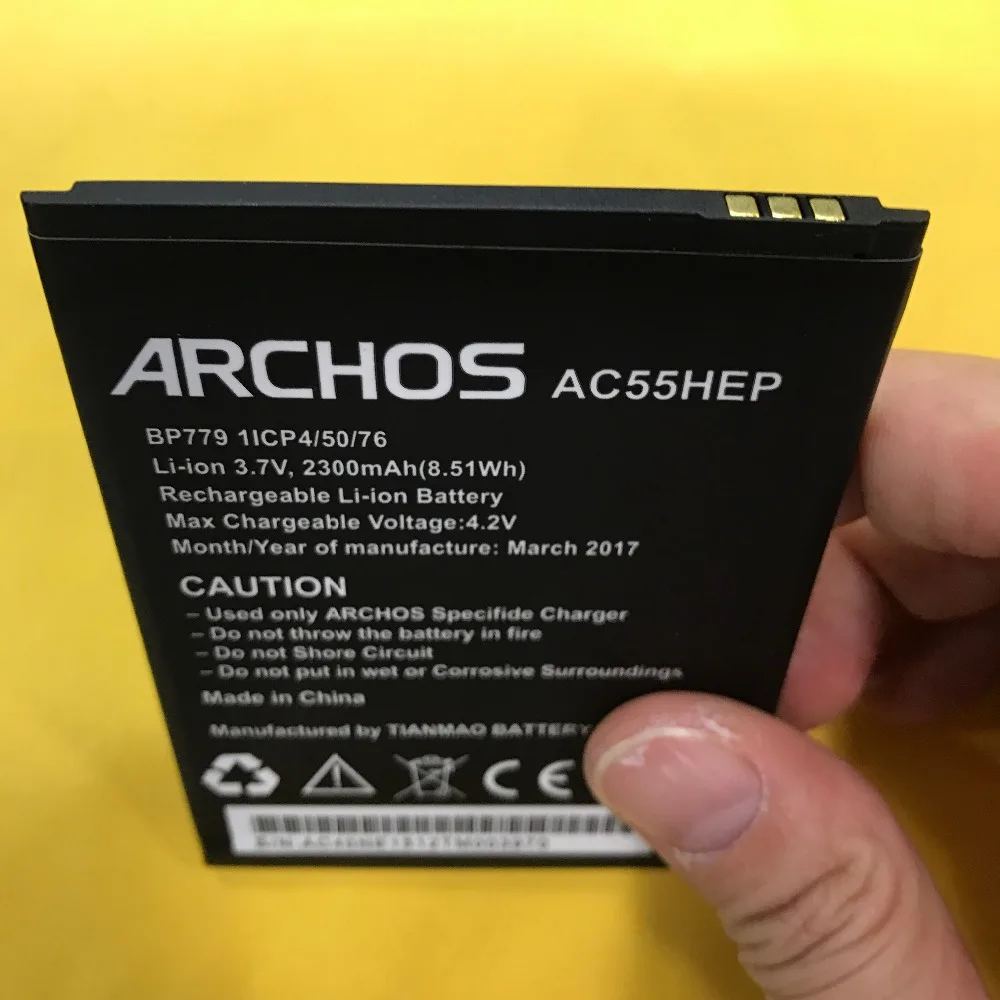 ARCHOS AC55HEP
BP779 1ICP4/50/76
Li-ion 3.7V, 2300mAh(8.51Wh)
Rechargeable Li-ion Battery
Max Chargeable Voltage:4.2V
Month/Year of manufacture: March 2017
CAUTION
- Used only ARCHOS Specifide Charger
- Do not throw the battery in fire
- Do not Shore Circuit
- Do not put in wet or Corrosive Surroundings
Made in China
Manufactured by TIANMAO BATTERY
CE
S/N: